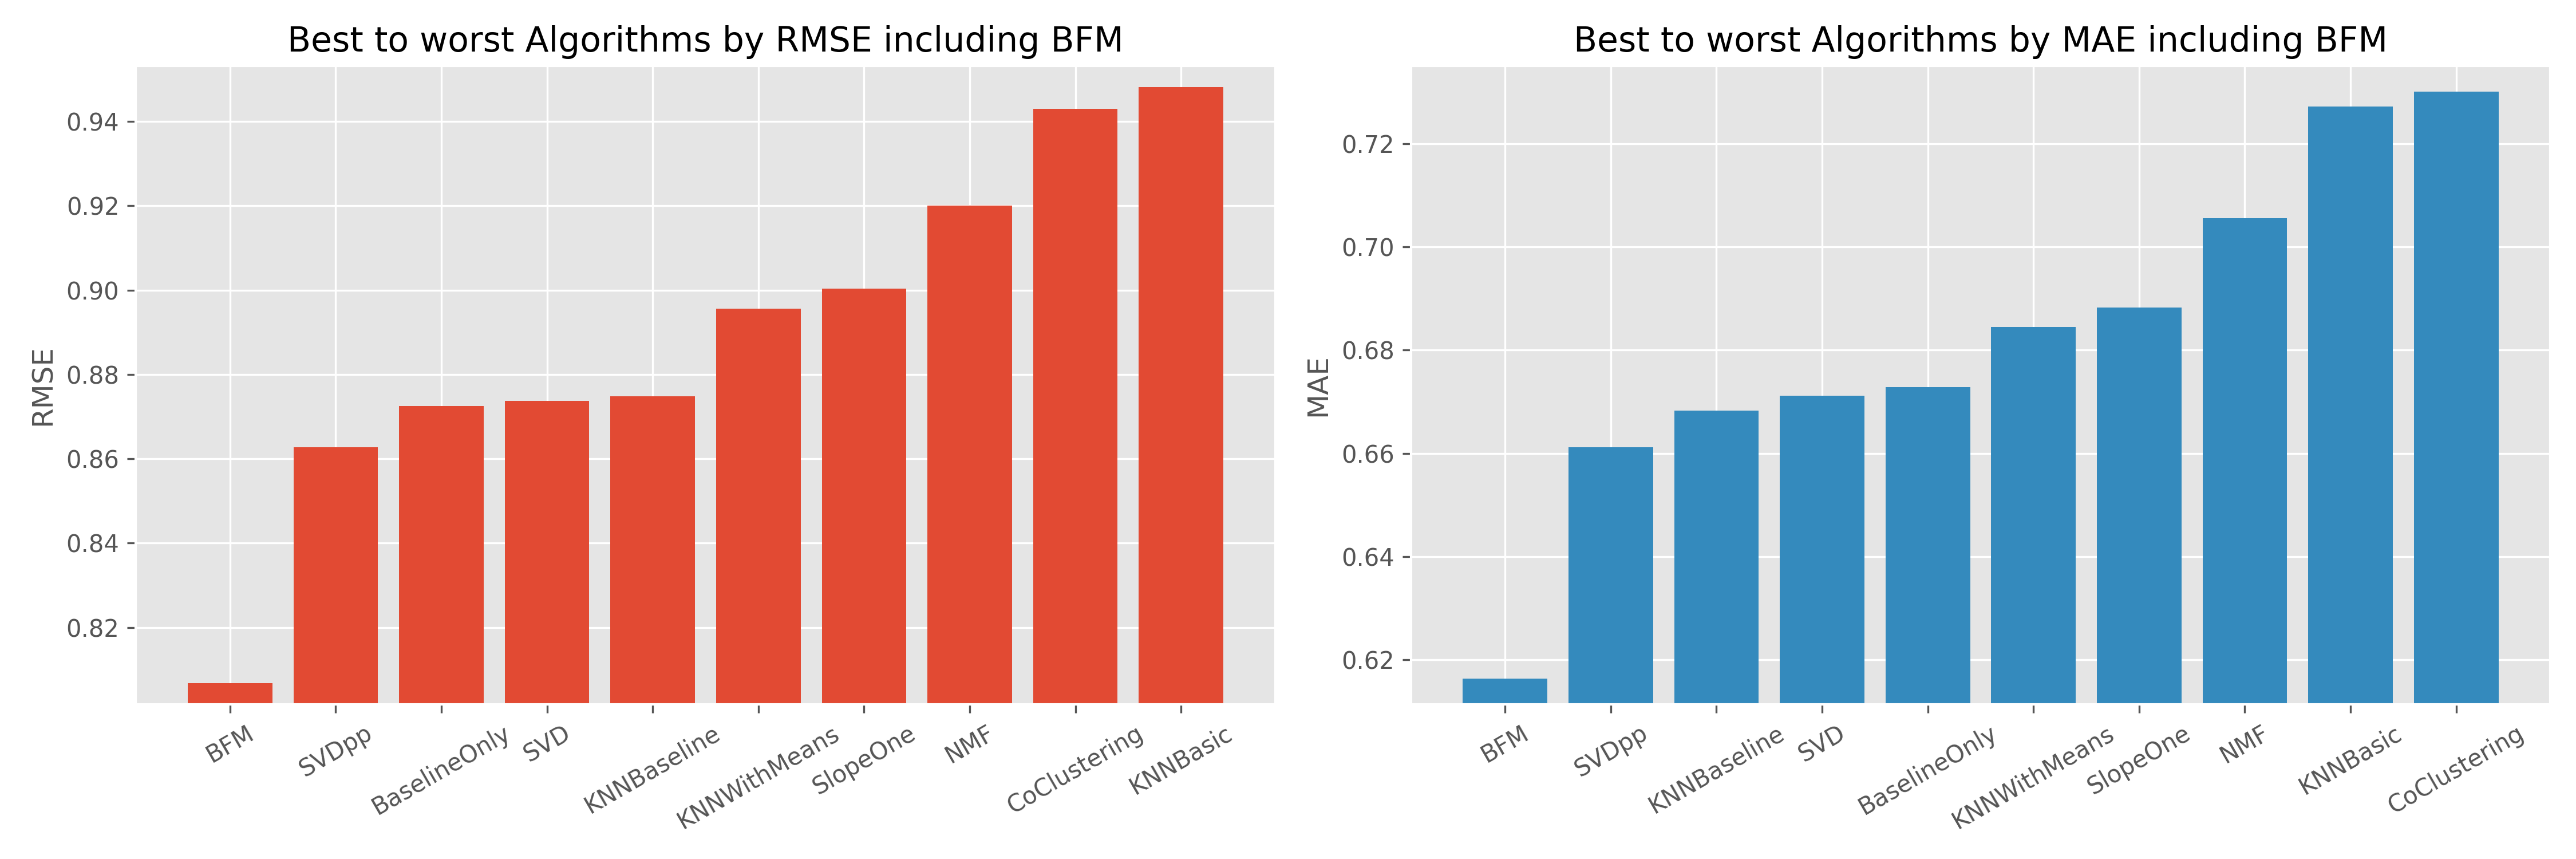 Best to worst Algorithms by RMSE including BFM
RMSE
0.94
0.92
0.90
0.88
0.86
0.84
0.82
BFM
SVDpp
BaselineOnly
SVD
KNNBaseline
KNNWithMeans
SlopeOne
NMF
CoClustering
KNNBasic
Best to worst Algorithms by MAE including BFM
MAE
0.72
0.70
0.68
0.66
0.64
0.62
BFM
SVDpp
KNNBaseline
SVD
BaselineOnly
KNNWithMeans
SlopeOne
NMF
KNNBasic
CoClustering